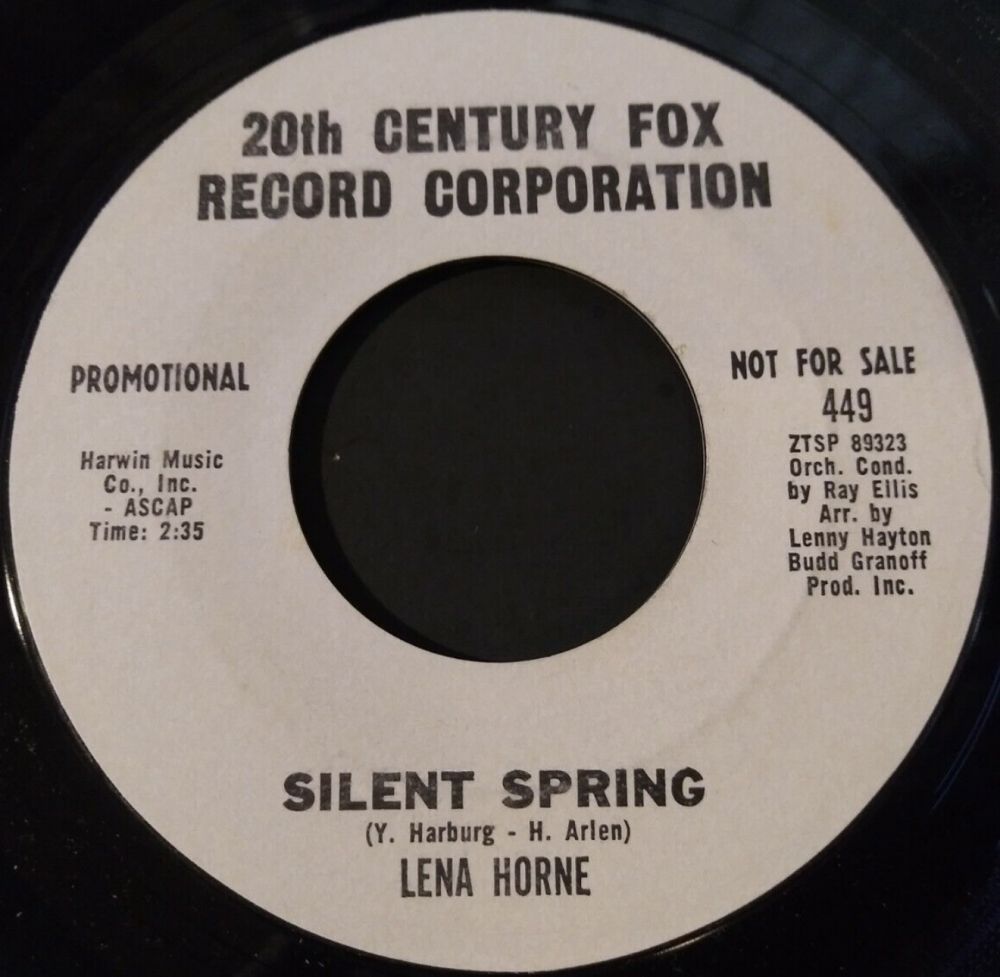 20th CENTURY FOX
RECORD CORPORATION
PROMOTIONAL
Harwin Music
Co., Inc.
- ASCAP
Time: 2:35
NOT FOR SALE
449
ZTSP 89323
Orch. Cond.
by Ray Ellis
Arr. by
Lenny Hayton
Budd Granoff
Prod. Inc.
SILENT SPRING
(Y. Harburg - H. Arlen)
LENA HORNE